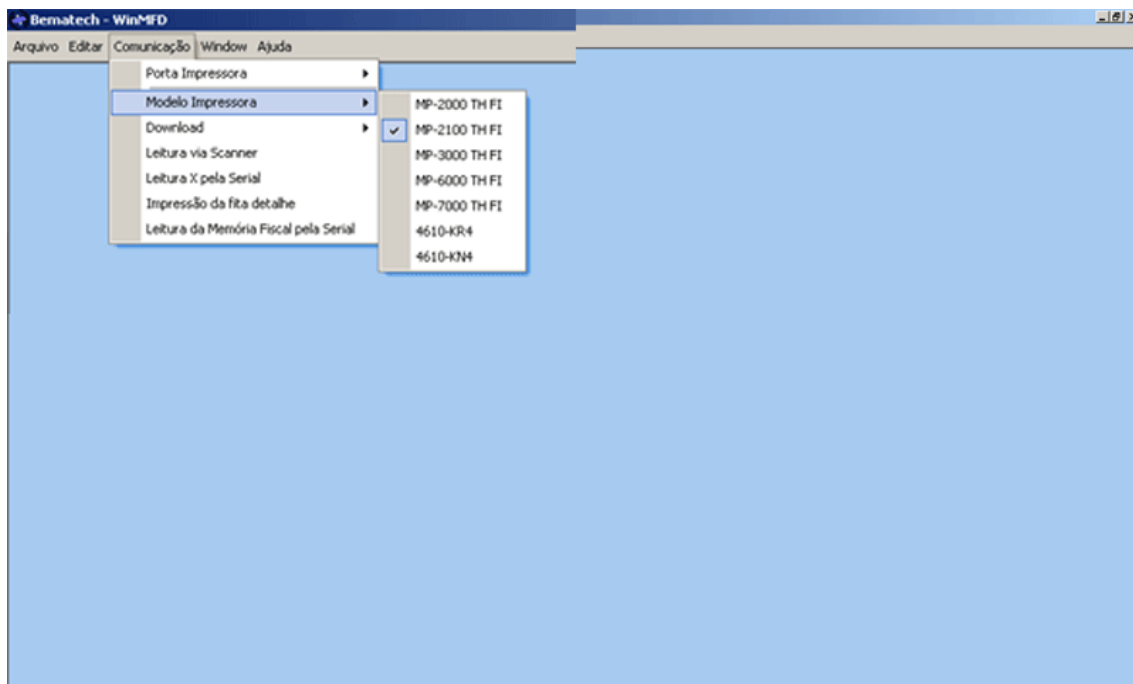 Bematech - WinMFD
Arquivo Editar Comunicação Window Ajuda
Porta Impressora
Modelo Impressora
Download
Leitura via Scanner
Leitura X pela Serial
Impressão da fita detalhe
Leitura da Memória Fiscal pela Serial
MP-2000 TH FI
MP-2100 TH FI
MP-3000 TH FI
MP-6000 TH FI
MP-7000 TH FI
4610-KR4
4610-KN4